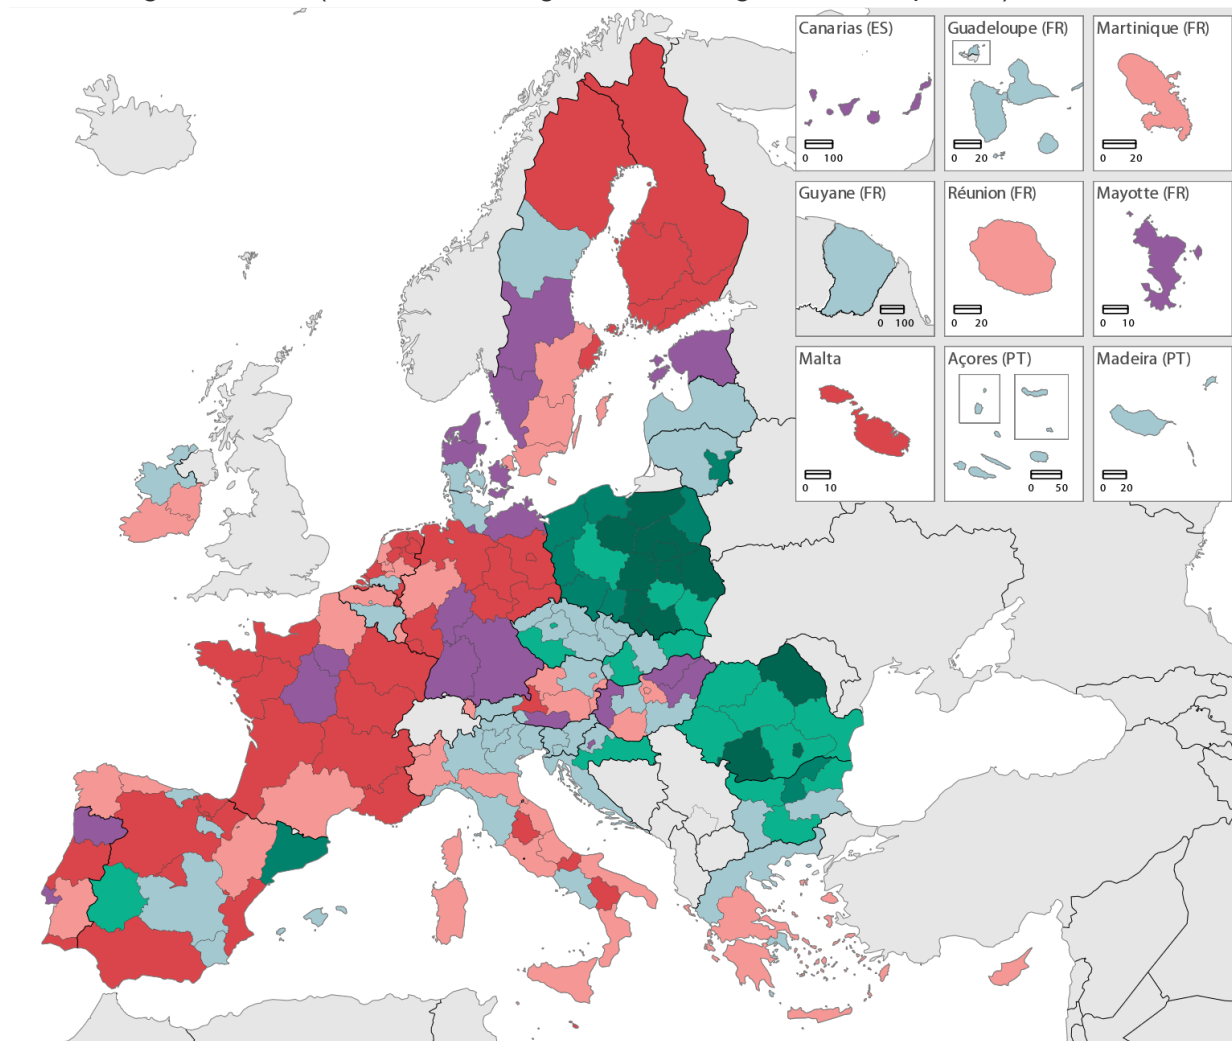 Canarias (ES)
0 100
Guadeloupe (FR)
0 20
Martinique (FR)
0 20
Guyane (FR)
0 100
Réunion (FR)
0 20
Mayotte (FR)
0 10
Malta
0 10
Açores (PT)
0 50
Madeira (PT)
0 20